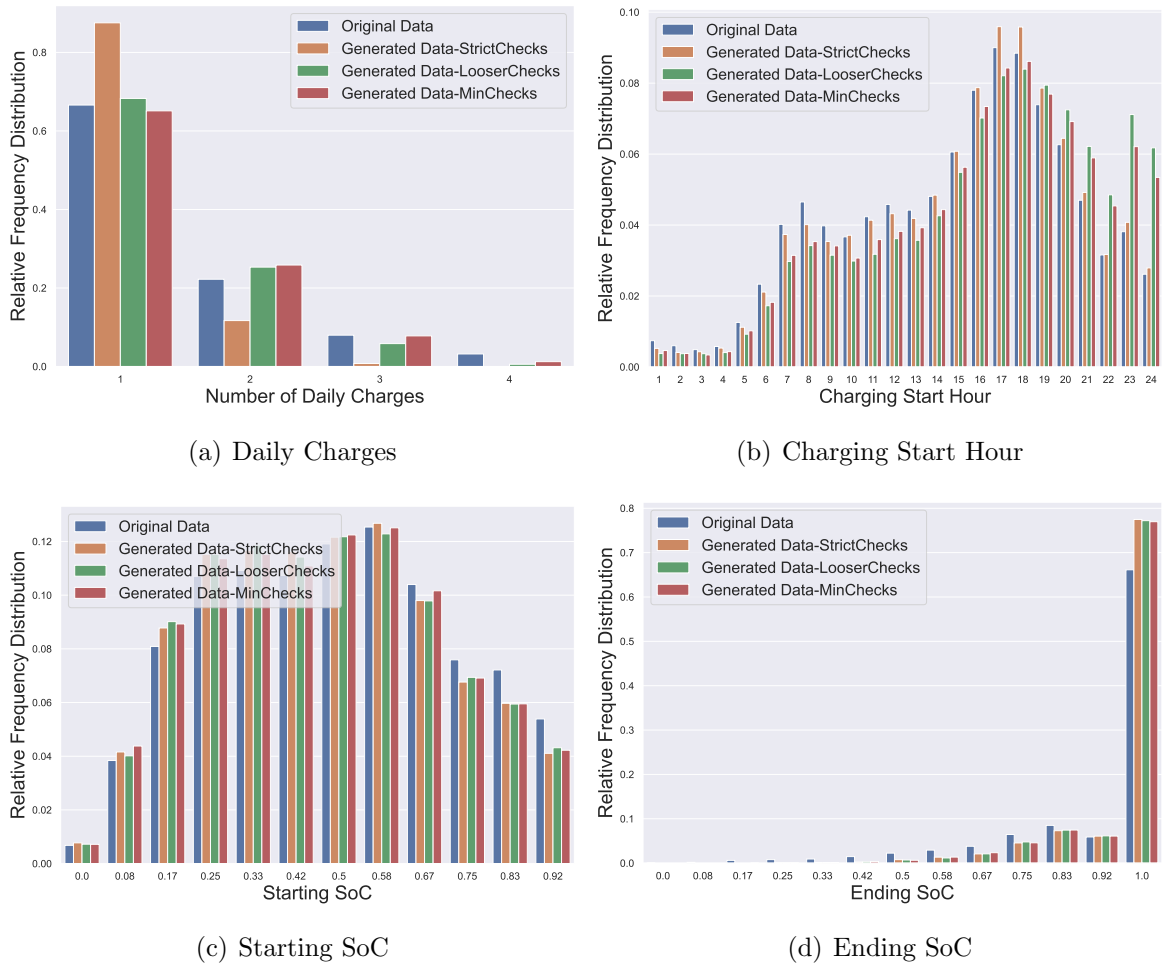 Relative Frequency Distribution
0.8
0.6
0.4
0.2
0.0
Original Data
Generated Data-StrictChecks
Generated Data-LooserChecks
Generated Data-MinChecks
1 2 3 4
Number of Daily Charges
(a) Daily Charges
Relative Frequency Distribution
0.10
0.08
0.06
0.04
0.02
0.00
Original Data
Generated Data-StrictChecks
Generated Data-LooserChecks
Generated Data-MinChecks
1 2 3 4 5 6 7 8 9 10 11 12 13 14 15 16 17 18 19 20 21 22 23 24
Charging Start Hour
(b) Charging Start Hour
Relative Frequency Distribution
0.12
0.10
0.08
0.06
0.04
0.02
0.00
Original Data
Generated Data-StrictChecks
Generated Data-LooserChecks
Generated Data-MinChecks
0.0 0.08 0.17 0.25 0.33 0.42 0.5 0.58 0.67 0.75 0.83 0.92
Starting SoC
(c) Starting SoC
Relative Frequency Distribution
0.8
0.7
0.6
0.5
0.4
0.3
0.2
0.1
0.0
Original Data
Generated Data-StrictChecks
Generated Data-LooserChecks
Generated Data-MinChecks
0.0 0.08 0.17 0.25 0.33 0.42 0.5 0.58 0.67 0.75 0.83 0.92 1.0
Ending SoC
(d) Ending SoC